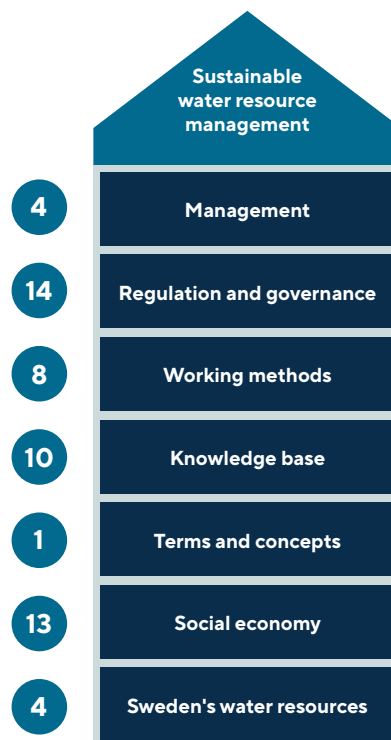 Sustainable
water resource
management
4
Management
14
Regulation and governance
8
Working methods
10
Knowledge base
1
Terms and concepts
13
Social economy
4
Sweden's water resources